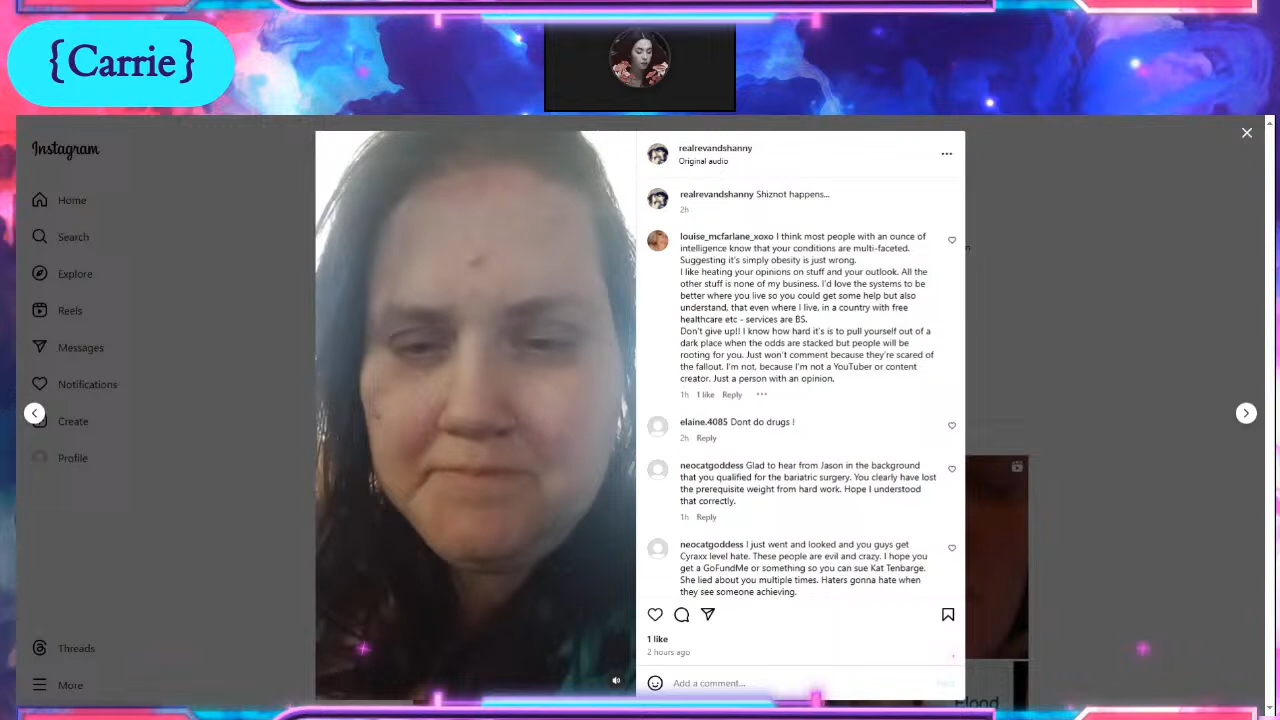 {Carrie}
Instagram
Home
Search
Explore
Reels
Messages
Notifications
Create
Profile
Threads
More
realrevandshanny
Original audio
realrevandshanny Shiznot happens...
2h
louise_mcfarlane_xoxo I think most people with an ounce of
intelligence know that your conditions are multi-faceted.
Suggesting it's simply obesity is just wrong.
I like heating your opinions on stuff and your outlook. All the
other stuff is none of my business. I'd love the systems to be
better where you live so you could get some help but also
understand, that even where I live, in a country with free
healthcare etc - services are BS.
Don't give up!! I know how hard it's is to pull yourself out of a
dark place when the odds are stacked but people will be
rooting for you. Just won't comment because they're scared of
the fallout. I'm not, because I'm not a YouTuber or content
creator. Just a person with an opinion.
1h 1 like Reply
elaine.4085 Dont do drugs !
2h Reply
neocatgoddess Glad to hear from Jason in the background
that you qualified for the bariatric surgery. You clearly have lost
the prerequisite weight from hard work. Hope I understood
that correctly.
1h Reply
neocatgoddess I just went and looked and you guys get
Cyraxx level hate. These people are evil and crazy. I hope you
get a GoFundMe or something so you can sue Kat Tenbarge.
She lied about you multiple times. Haters gonna hate when
they see someone achieving.
1 like
2 hours ago
Add a comment...
Post